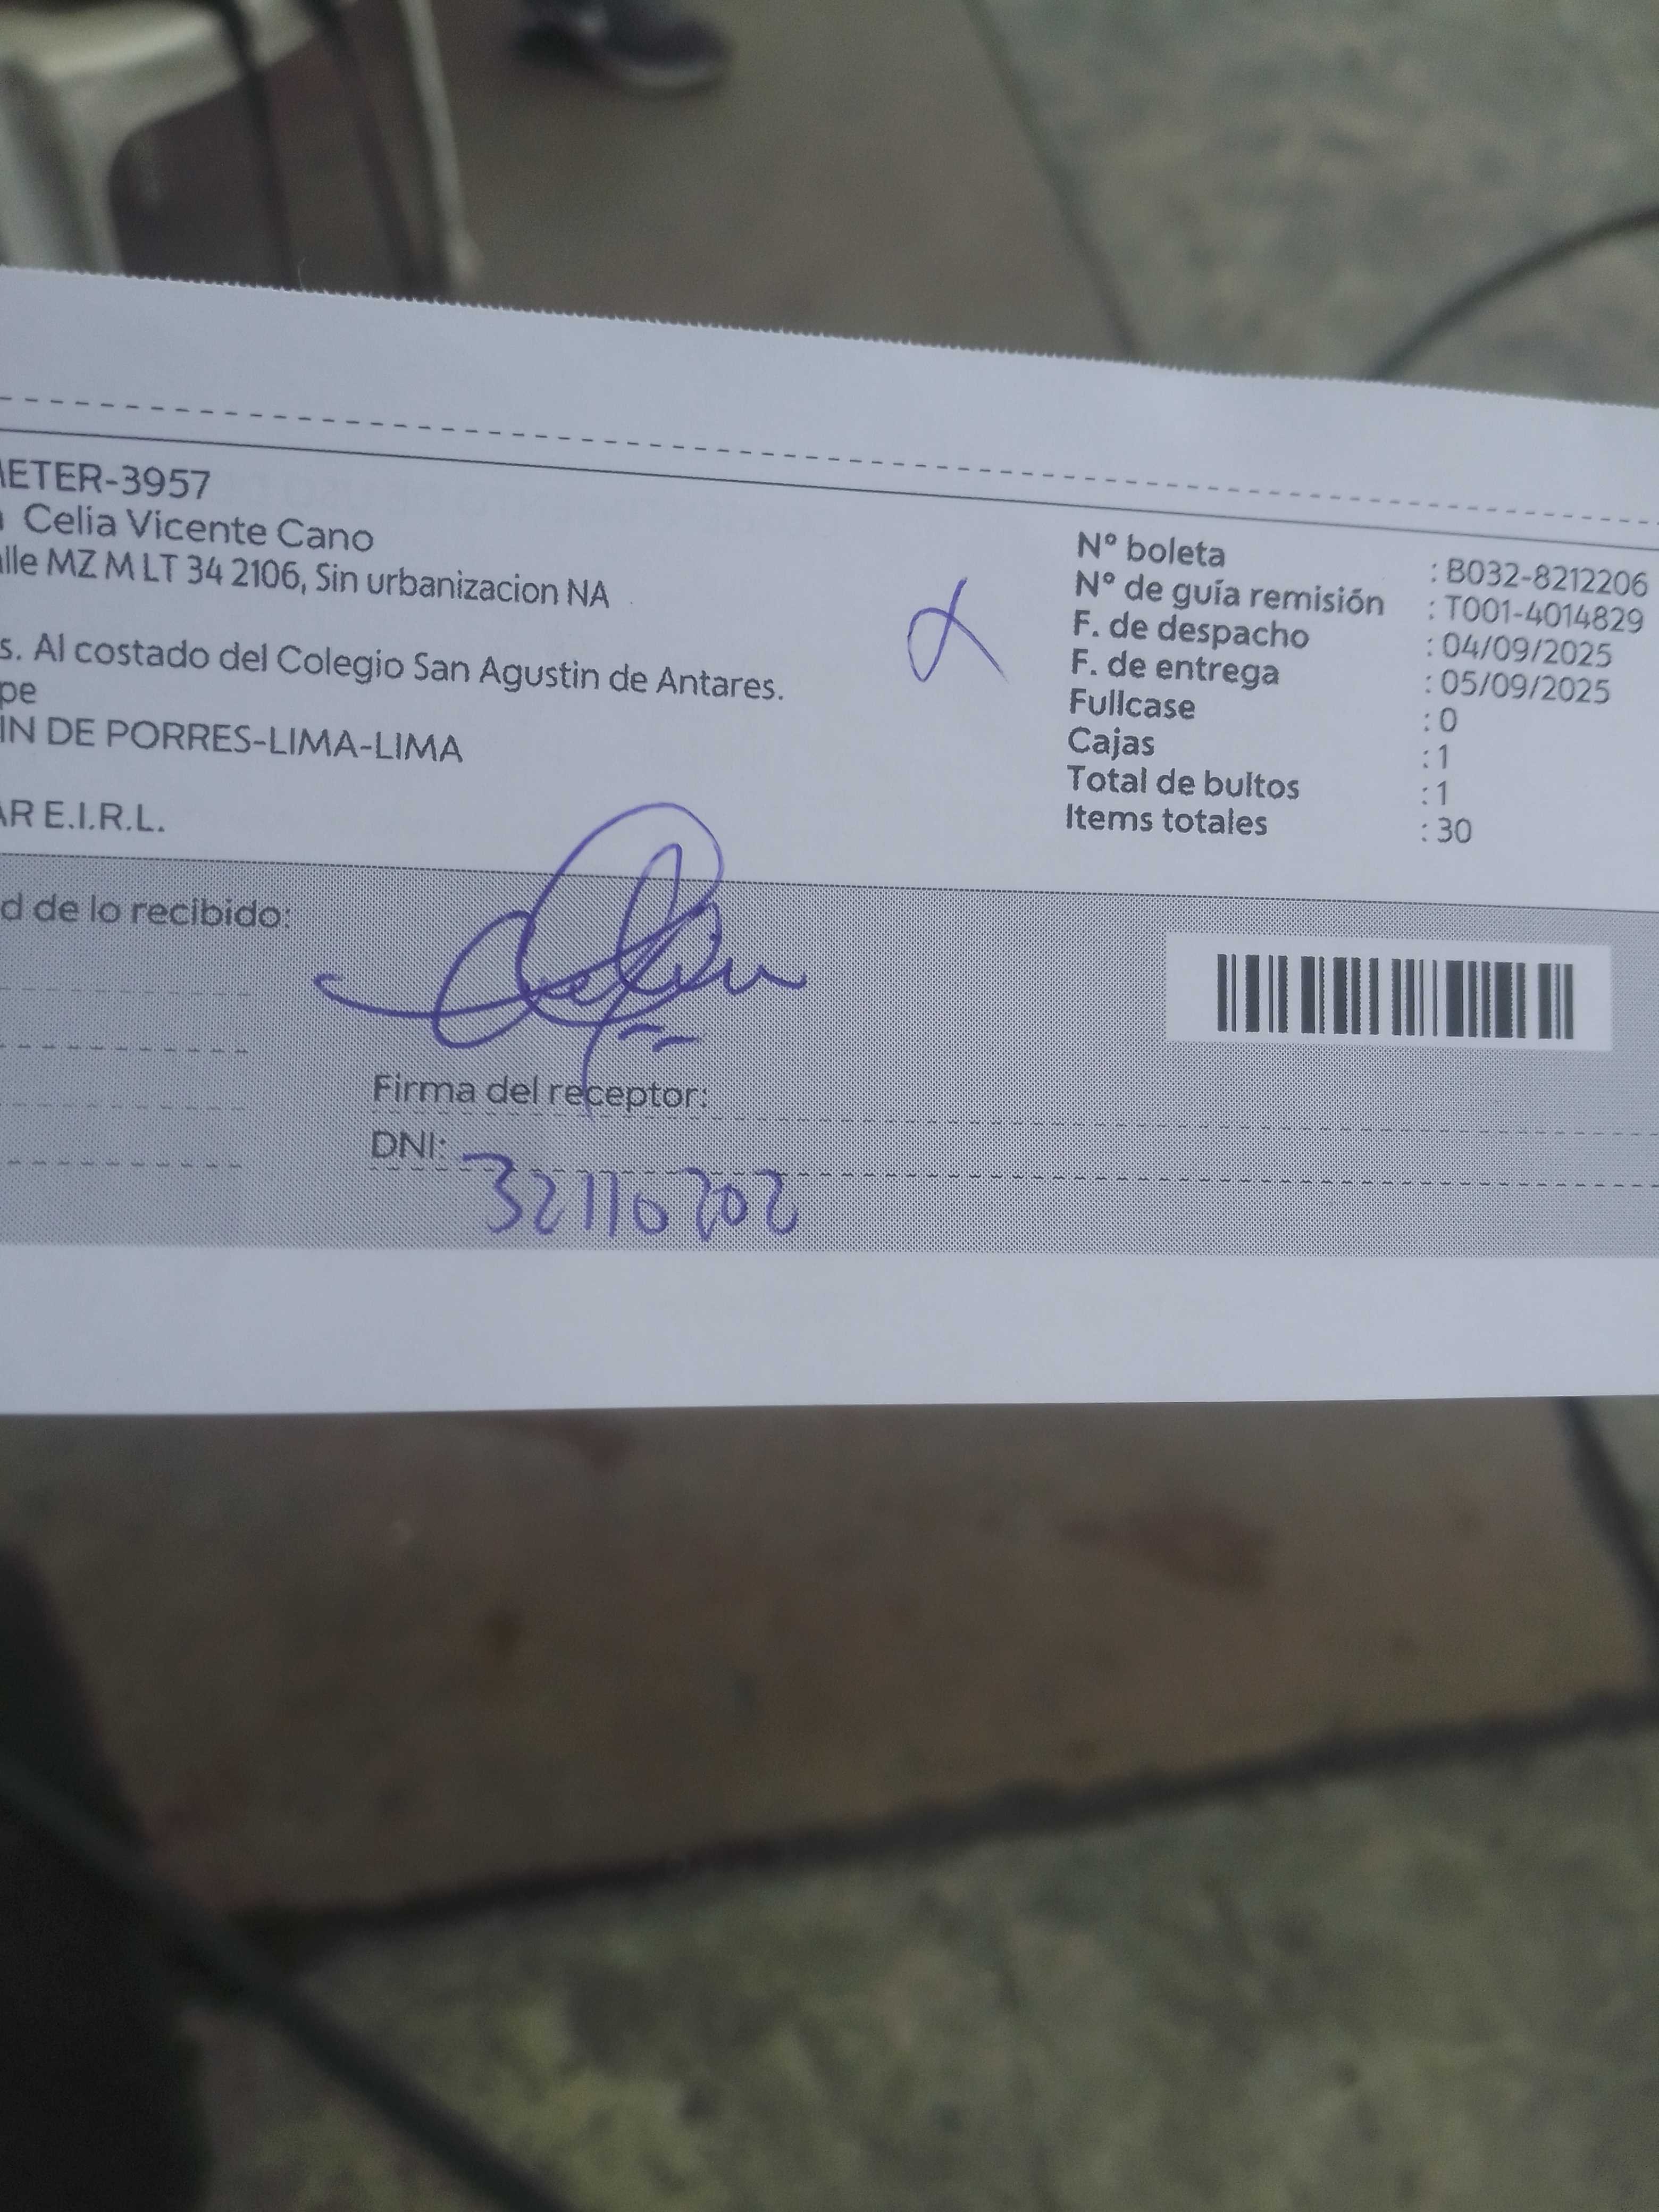 ETER-3957
Celia Vicente Cano
lle MZ M LT 34 2106, Sin urbanizacion NA
s. Al costado del Colegio San Agustin de Antares.
pe
IN DE PORRES-LIMA-LIMA
AR E.I.R.L.
N° boleta : B032-8212206
N° de guía remisión : T001-4014829
F. de despacho : 04/09/2025
F. de entrega : 05/09/2025
Fullcase : 0
Cajas : 1
Total de bultos : 1
Items totales : 30
d de lo recibido:
Firma del receptor:
DNI: 32110202